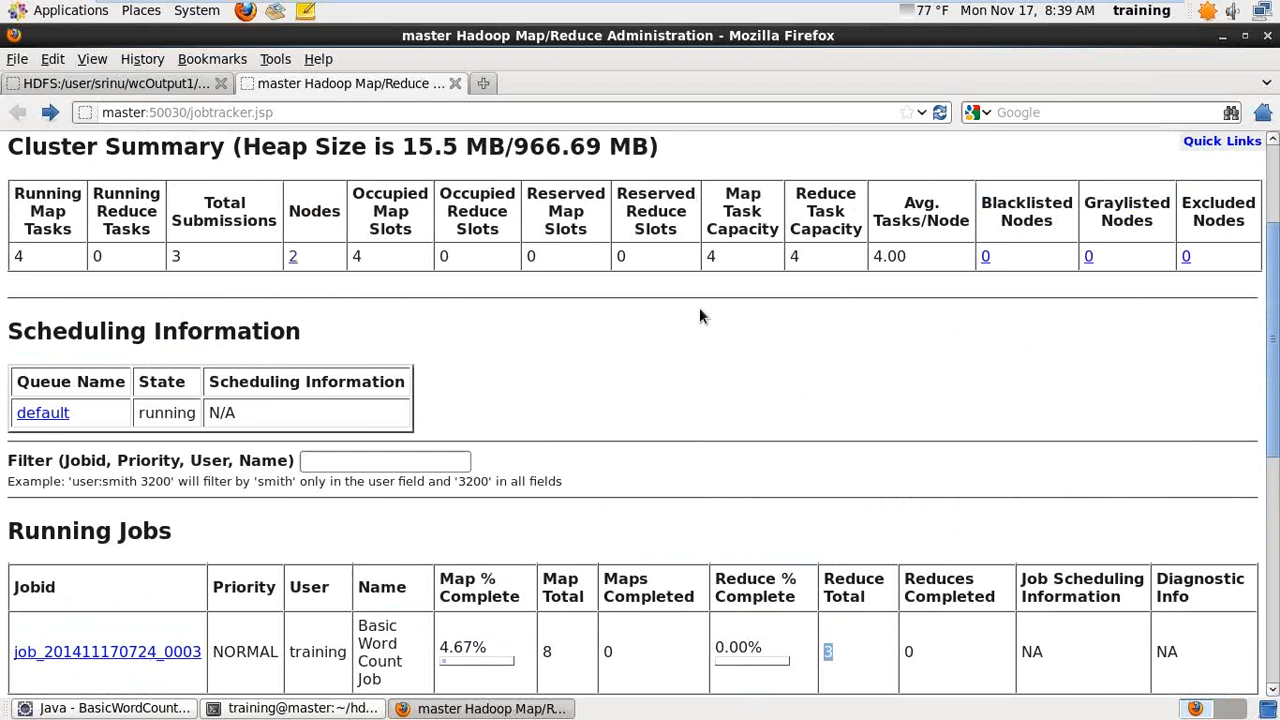 Applications Places System 77 °F Mon Nov 17, 8:39 AM training
master Hadoop Map/Reduce Administration - Mozilla Firefox
File Edit View History Bookmarks Tools Help
HDFS:/user/srinu/wcOutput1/... master Hadoop Map/Reduce ...
master:50030/jobtracker.jsp Google
Cluster Summary (Heap Size is 15.5 MB/966.69 MB)
Quick Links
Running Map Tasks Running Reduce Tasks Total Submissions Nodes Occupied Map Slots Occupied Reduce Slots Reserved Map Slots Reserved Reduce Slots Map Task Capacity Reduce Task Capacity Avg. Tasks/Node Blacklisted Nodes Graylisted Nodes Excluded Nodes
4 0 3 2 4 0 0 0 4 4 4.00 0 0 0
Scheduling Information
Queue Name State Scheduling Information
default running N/A
Filter (Jobid, Priority, User, Name)
Example: 'user:smith 3200' will filter by 'smith' only in the user field and '3200' in all fields
Running Jobs
Jobid Priority User Name Map % Complete Map Total Maps Completed Reduce % Complete Reduce Total Reduces Completed Job Scheduling Information Diagnostic Info
job_201411170724_0003 NORMAL training Basic Word Count Job 4.67% 8 0 0.00% 3 0 NA NA
Java - BasicWordCount... training@master:~/hd... master Hadoop Map/R...